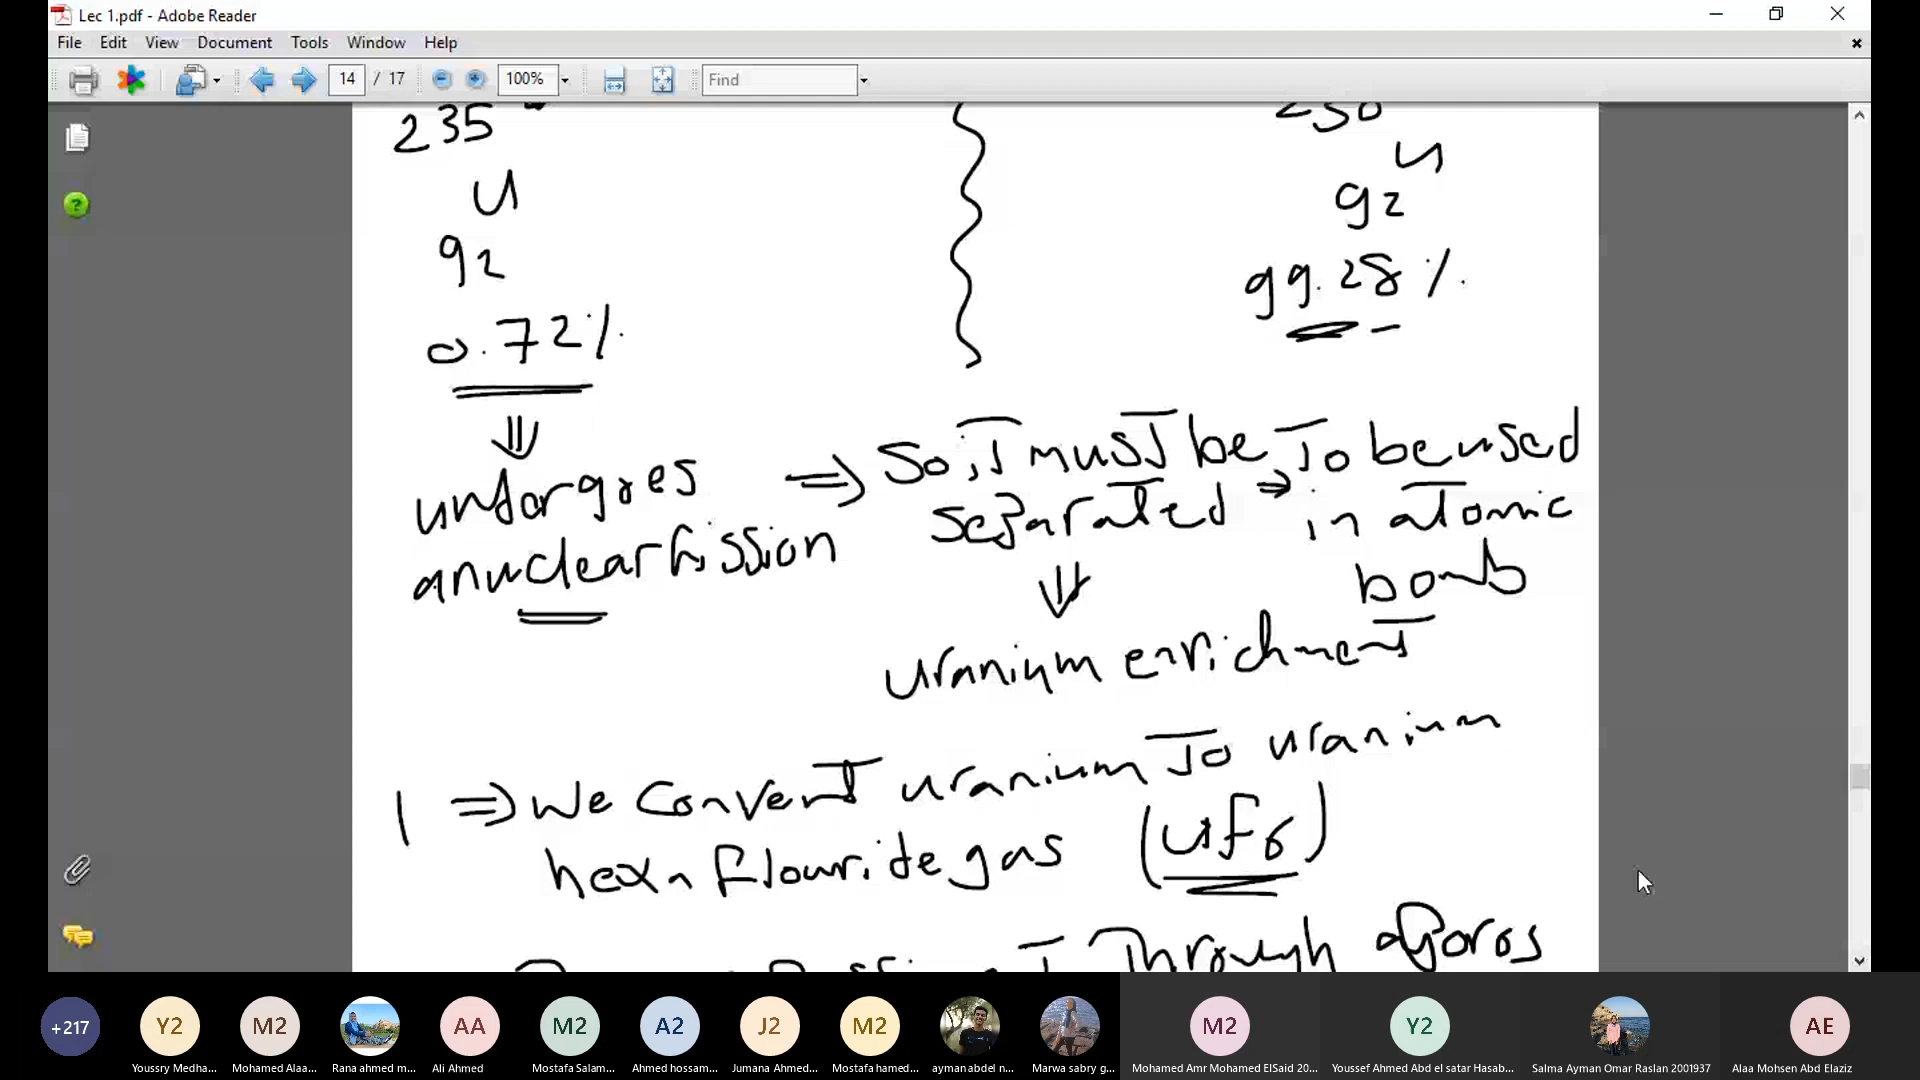 Lec 1.pdf - Adobe Reader
File Edit View Document Tools Window Help
14 / 17 100% Find
235
U
92
0.72%
U
92
99.28%
undorgoes
a nuclear fission
So, it must be
separated
To be used
in atomic
bomb
uranium enrichment
1 ⇒ We convert uranium To uranium
hexa flouride gas (UF6)
Through a Poros
+217
Y2 M2 AA M2 A2 J2 M2 M2 Y2 AE
Youssry Medha... Mohamed Alaa... Rana ahmed m... Ali Ahmed Mostafa Salam... Ahmed hossam... Jumana Ahmed... Mostafa hamed... ayman abdel n... Marwa sabry g... Mohamed Amr Mohamed ElSaid 20... Youssef Ahmed Abd el satar Hasab... Salma Ayman Omar Raslan 2001937 Alaa Mohsen Abd Elaziz